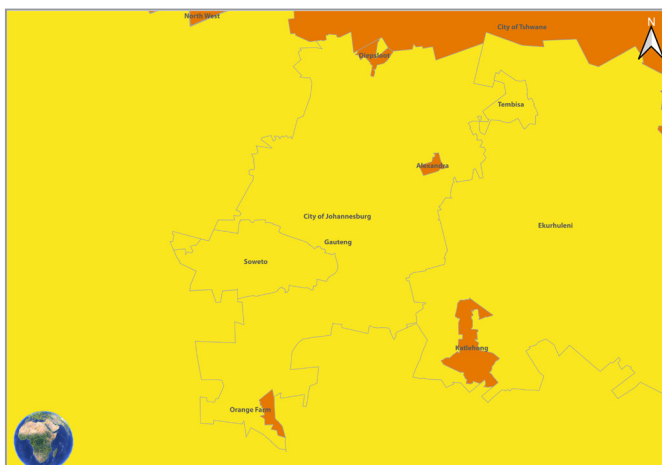 North West
City of Tshwane
N
Diepsloot
Tembisa
Alexandra
City of Johannesburg
Ekurhuleni
Gauteng
Soweto
Katlehong
Orange Farm